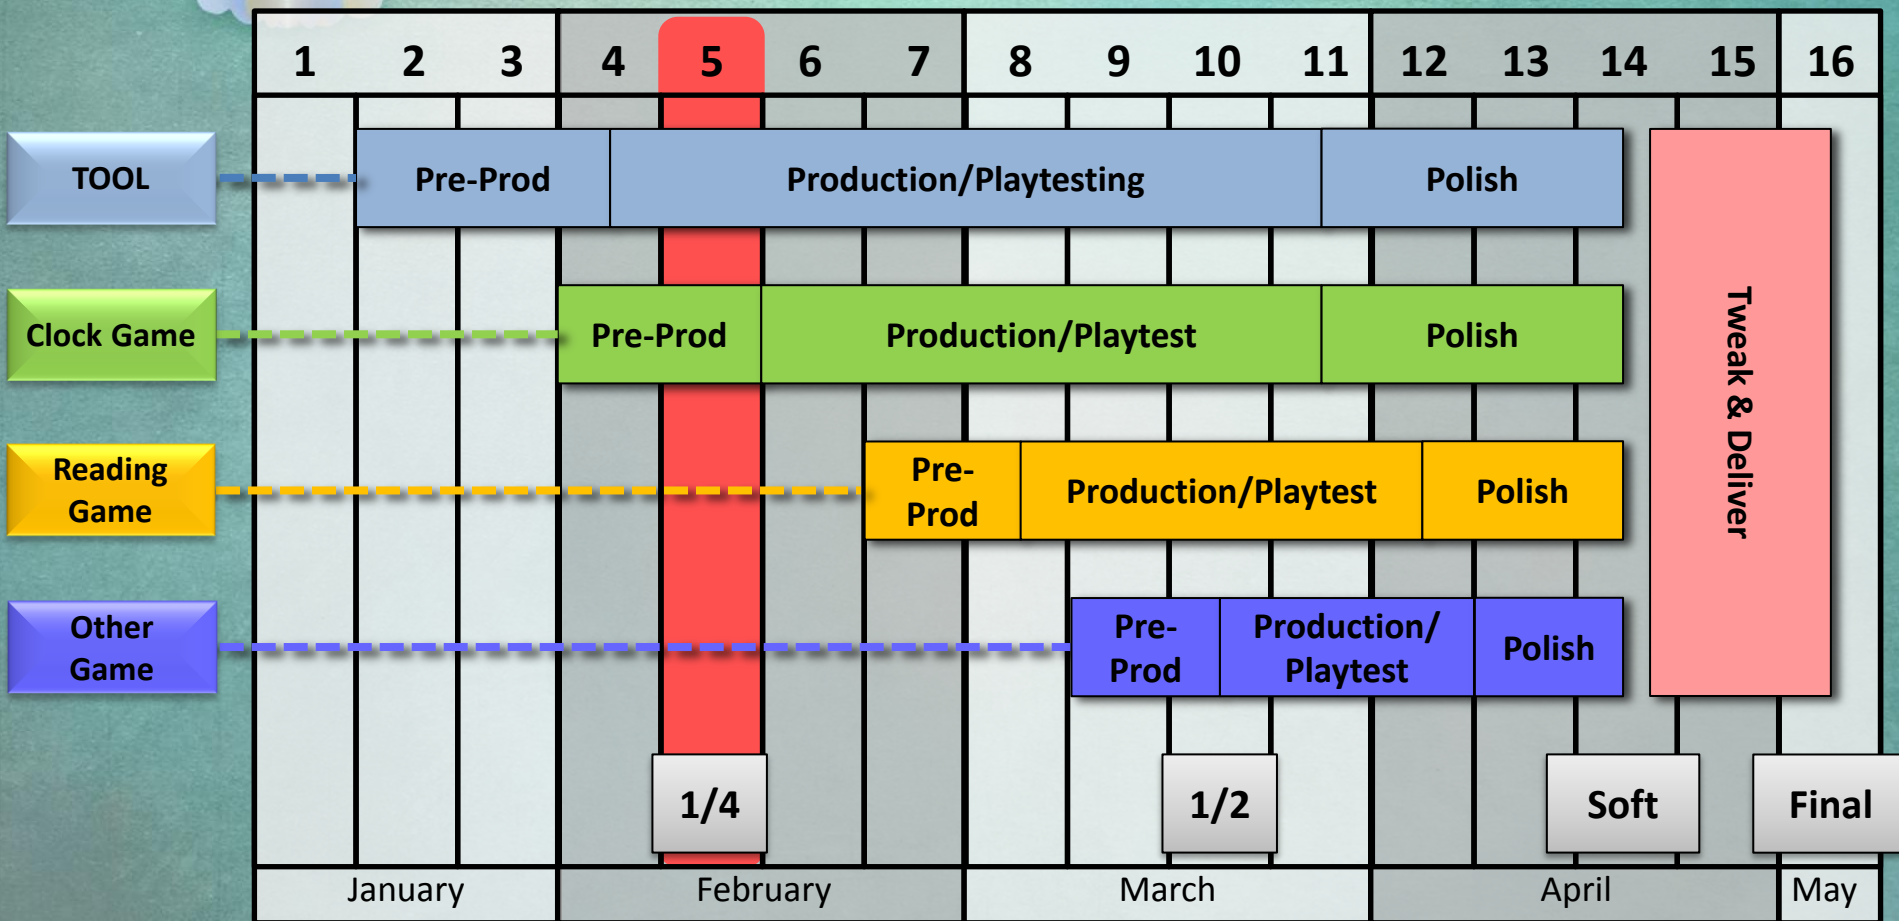 1 2 3 4 5 6 7 8 9 10 11 12 13 14 15 16
TOOL Pre-Prod Production/Playtesting Polish
Clock Game Pre-Prod Production/Playtest Polish
Reading
Game
Pre-
Prod
Production/Playtest
Polish
Other
Game
Pre-
Prod
Production/
Playtest
Polish
Tweak & Deliver
1/4 1/2 Soft Final
January February March April May